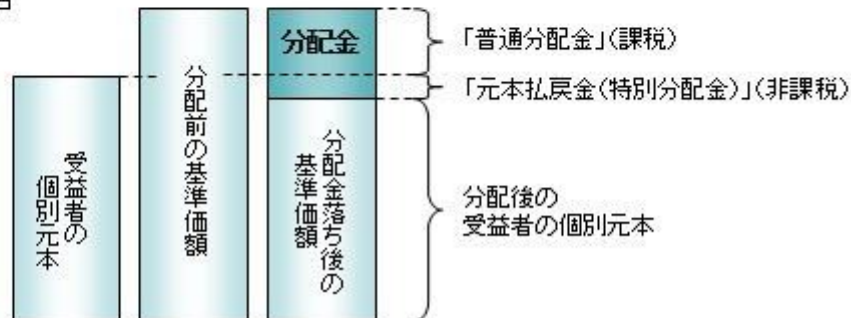 分配金
「普通分配金」(課税)
「元本払戻金(特別分配金)」(非課税)
受益者の
個別元本
分配前の基準価額
分配金落ち後の
基準価額
分配後の
受益者の個別元本